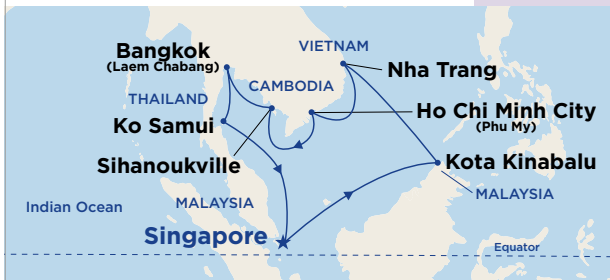 VIETNAM
Bangkok
(Laem Chabang)
Nha Trang
CAMBODIA
THAILAND
Ho Chi Minh City
(Phu My)
Ko Samui
Sihanoukville
Kota Kinabalu
MALAYSIA
MALAYSIA
Indian Ocean
Singapore
Equator